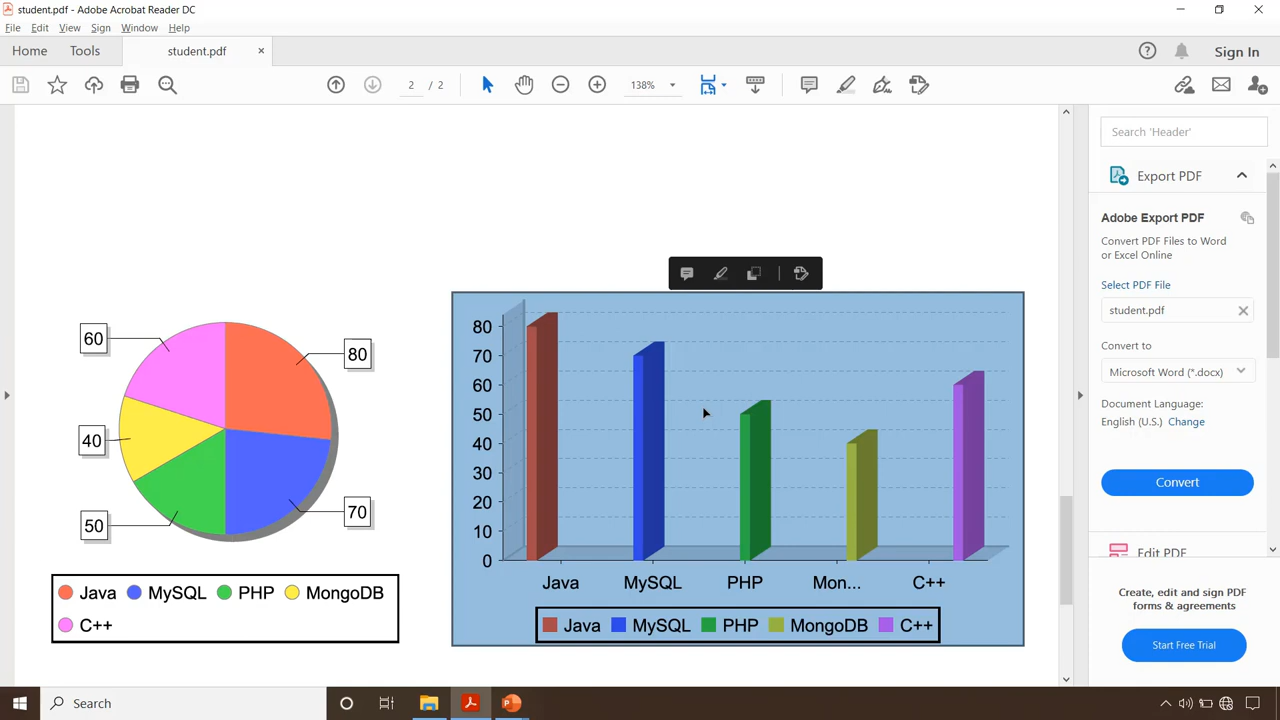 student.pdf - Adobe Acrobat Reader DC
File Edit View Sign Window Help
Home Tools student.pdf × Sign In
2 / 2 138%
Search 'Header'
Export PDF
Adobe Export PDF
Convert PDF Files to Word
or Excel Online
Select PDF File
student.pdf
Convert to
Microsoft Word (*.docx)
Document Language:
English (U.S.) Change
Convert
Edit PDF
Create, edit and sign PDF
forms & agreements
Start Free Trial
60
80
40
50
70
Java MySQL PHP MongoDB
C++
80
70
60
50
40
30
20
10
0
Java MySQL PHP Mon... C++
Java MySQL PHP MongoDB C++
Search